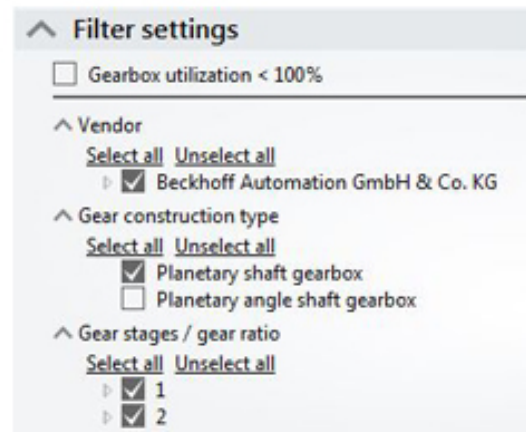 Filter settings
Gearbox utilization < 100%
Vendor
Select all Unselect all
Beckhoff Automation GmbH & Co. KG
Gear construction type
Select all Unselect all
Planetary shaft gearbox
Planetary angle shaft gearbox
Gear stages / gear ratio
Select all Unselect all
1
2